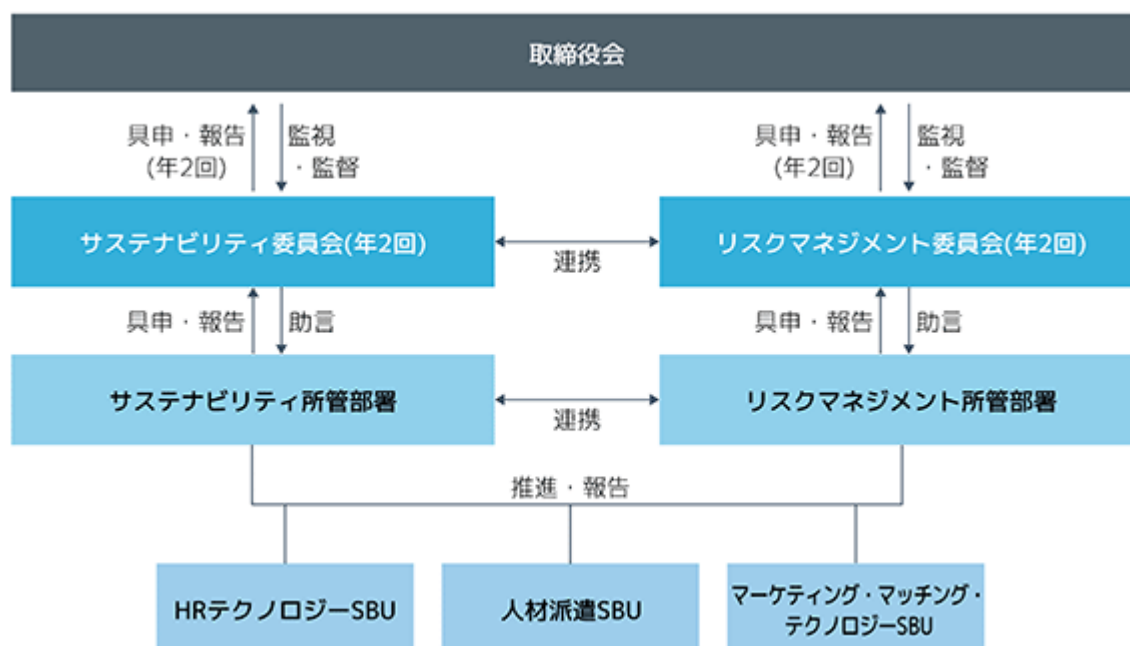 取締役会
具申・報告
(年2回)
監視
・監督
具申・報告
(年2回)
監視
・監督
サステナビリティ委員会(年2回)
連携
リスクマネジメント委員会(年2回)
具申・報告
助言
具申・報告
助言
サステナビリティ所管部署
連携
リスクマネジメント所管部署
推進・報告
HRテクノロジーSBU
人材派遣SBU
マーケティング・マッチング・
テクノロジーSBU